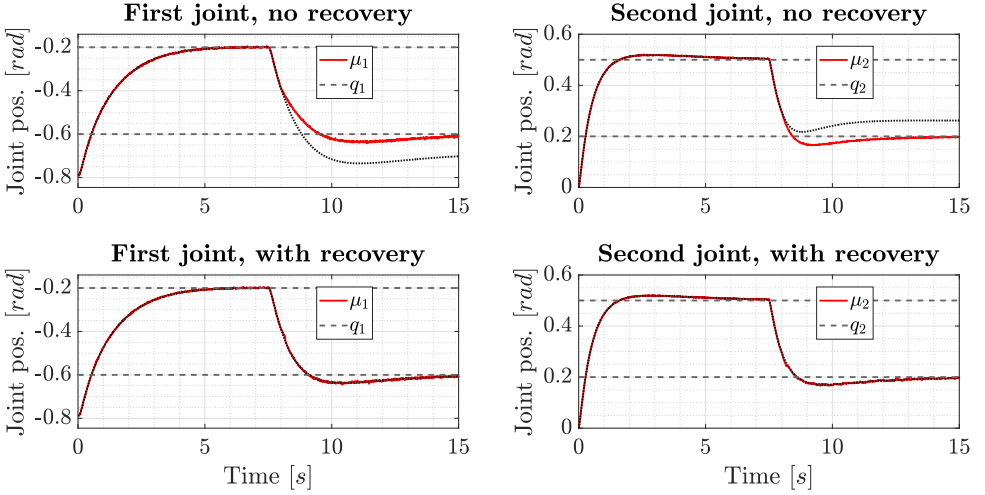 First joint, no recovery
Joint pos. [rad]
-0.2
-0.4
-0.6
-0.8
μ1
q1
0
5
10
15
Second joint, no recovery
0.6
0.4
0.2
0
μ2
q2
0
5
10
15
First joint, with recovery
Joint pos. [rad]
-0.2
-0.4
-0.6
-0.8
μ1
q1
0
5
10
15
Time [s]
Second joint, with recovery
Joint pos. [rad]
0.6
0.4
0.2
0
μ2
q2
0
5
10
15
Time [s]
Joint pos. [rad]